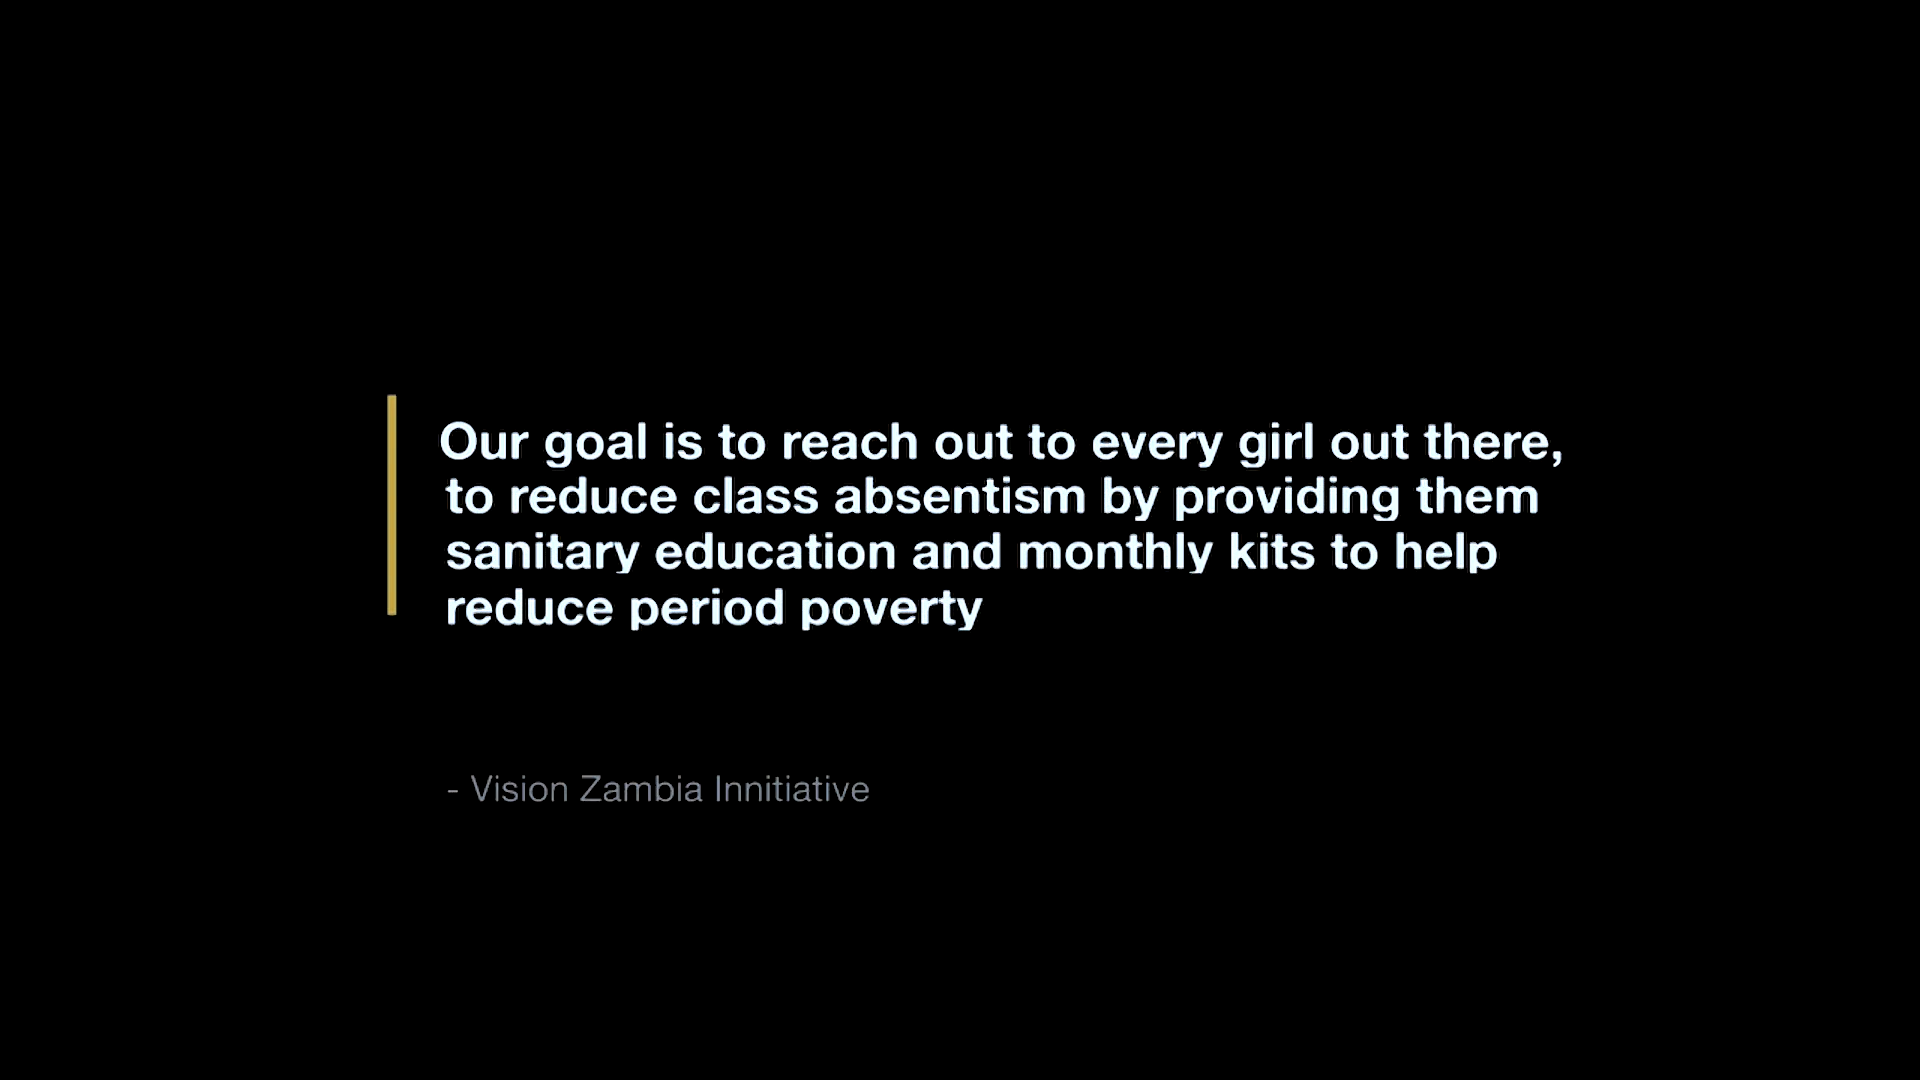 Our goal is to reach out to every girl out there,
to reduce class absentism by providing them
sanitary education and monthly kits to help
reduce period poverty
- Vision Zambia Innitiative